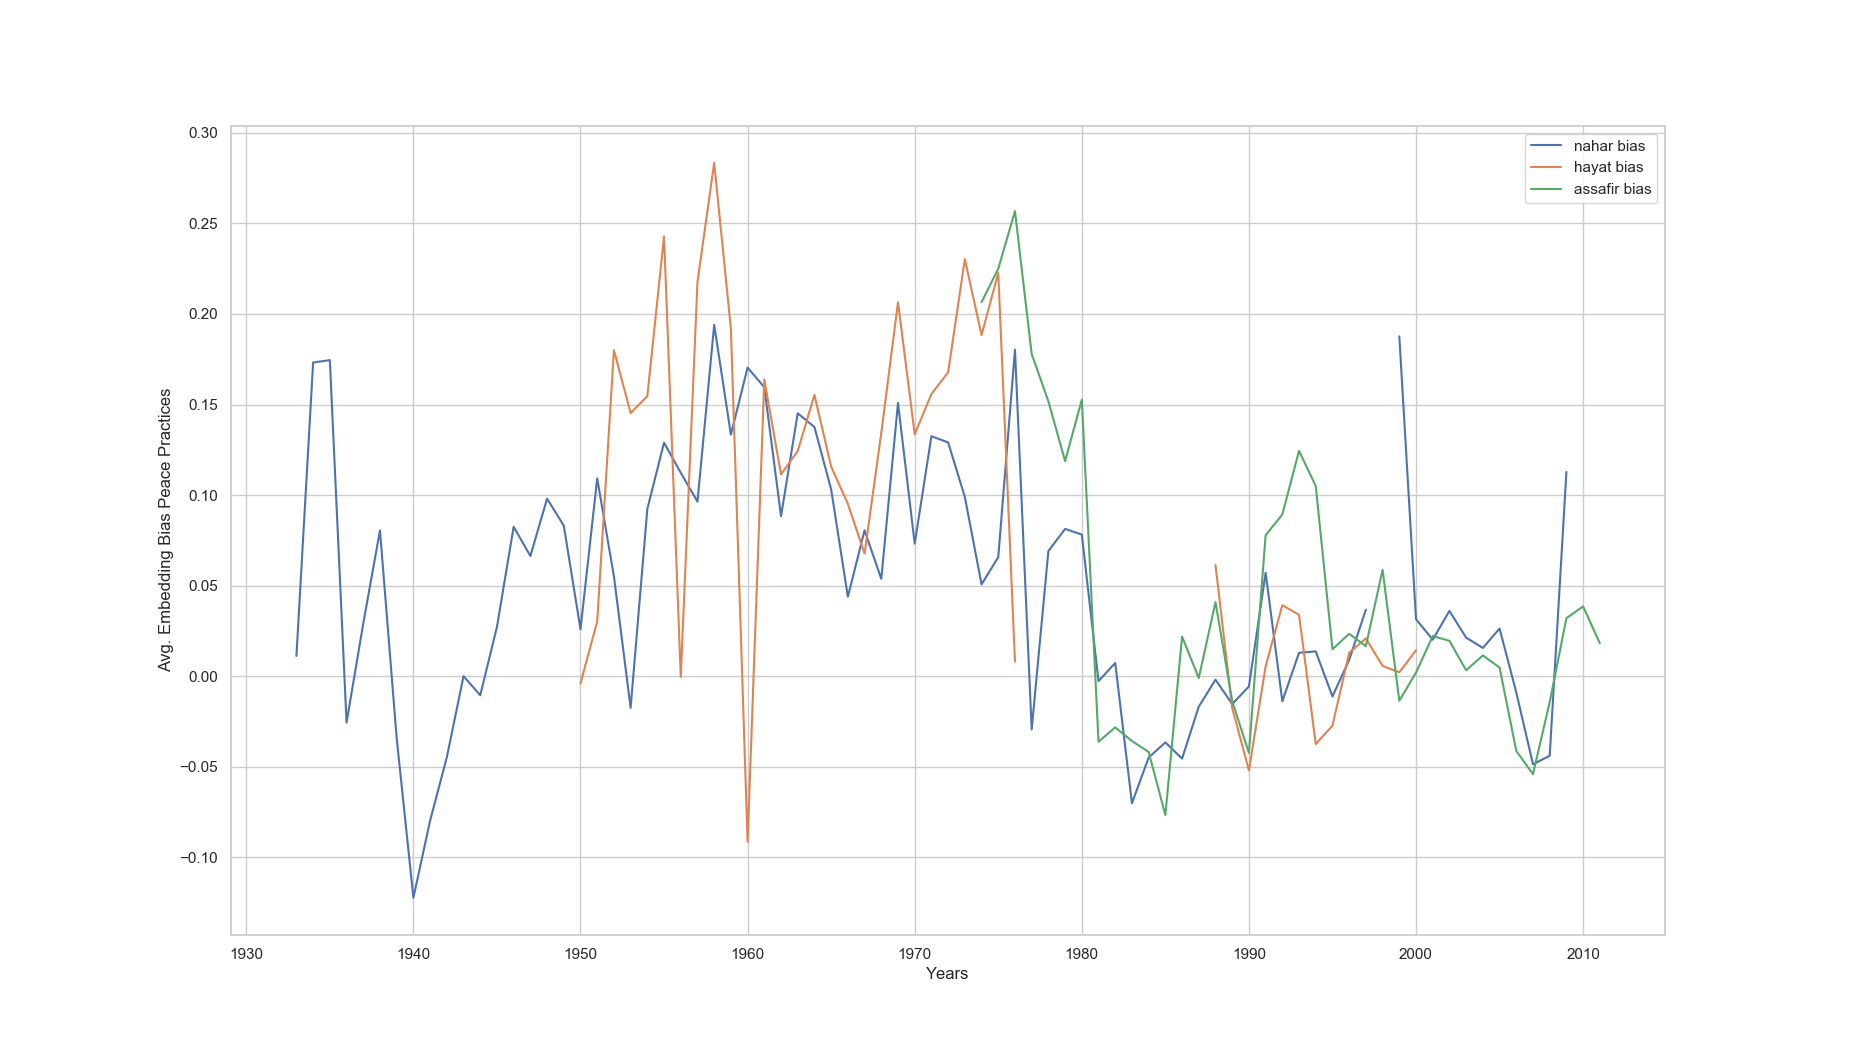 0.30
0.25
0.20
0.15
0.10
0.05
0.00
−0.05
−0.10
Avg. Embedding Bias Peace Practices
nahar bias
hayat bias
assafir bias
1930 1940 1950 1960 1970 1980 1990 2000 2010
Years